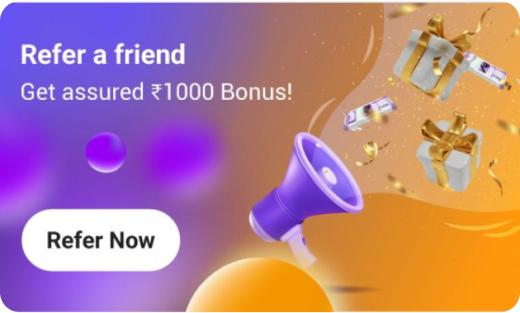 Refer a friend
Get assured ₹1000 Bonus!
Refer Now